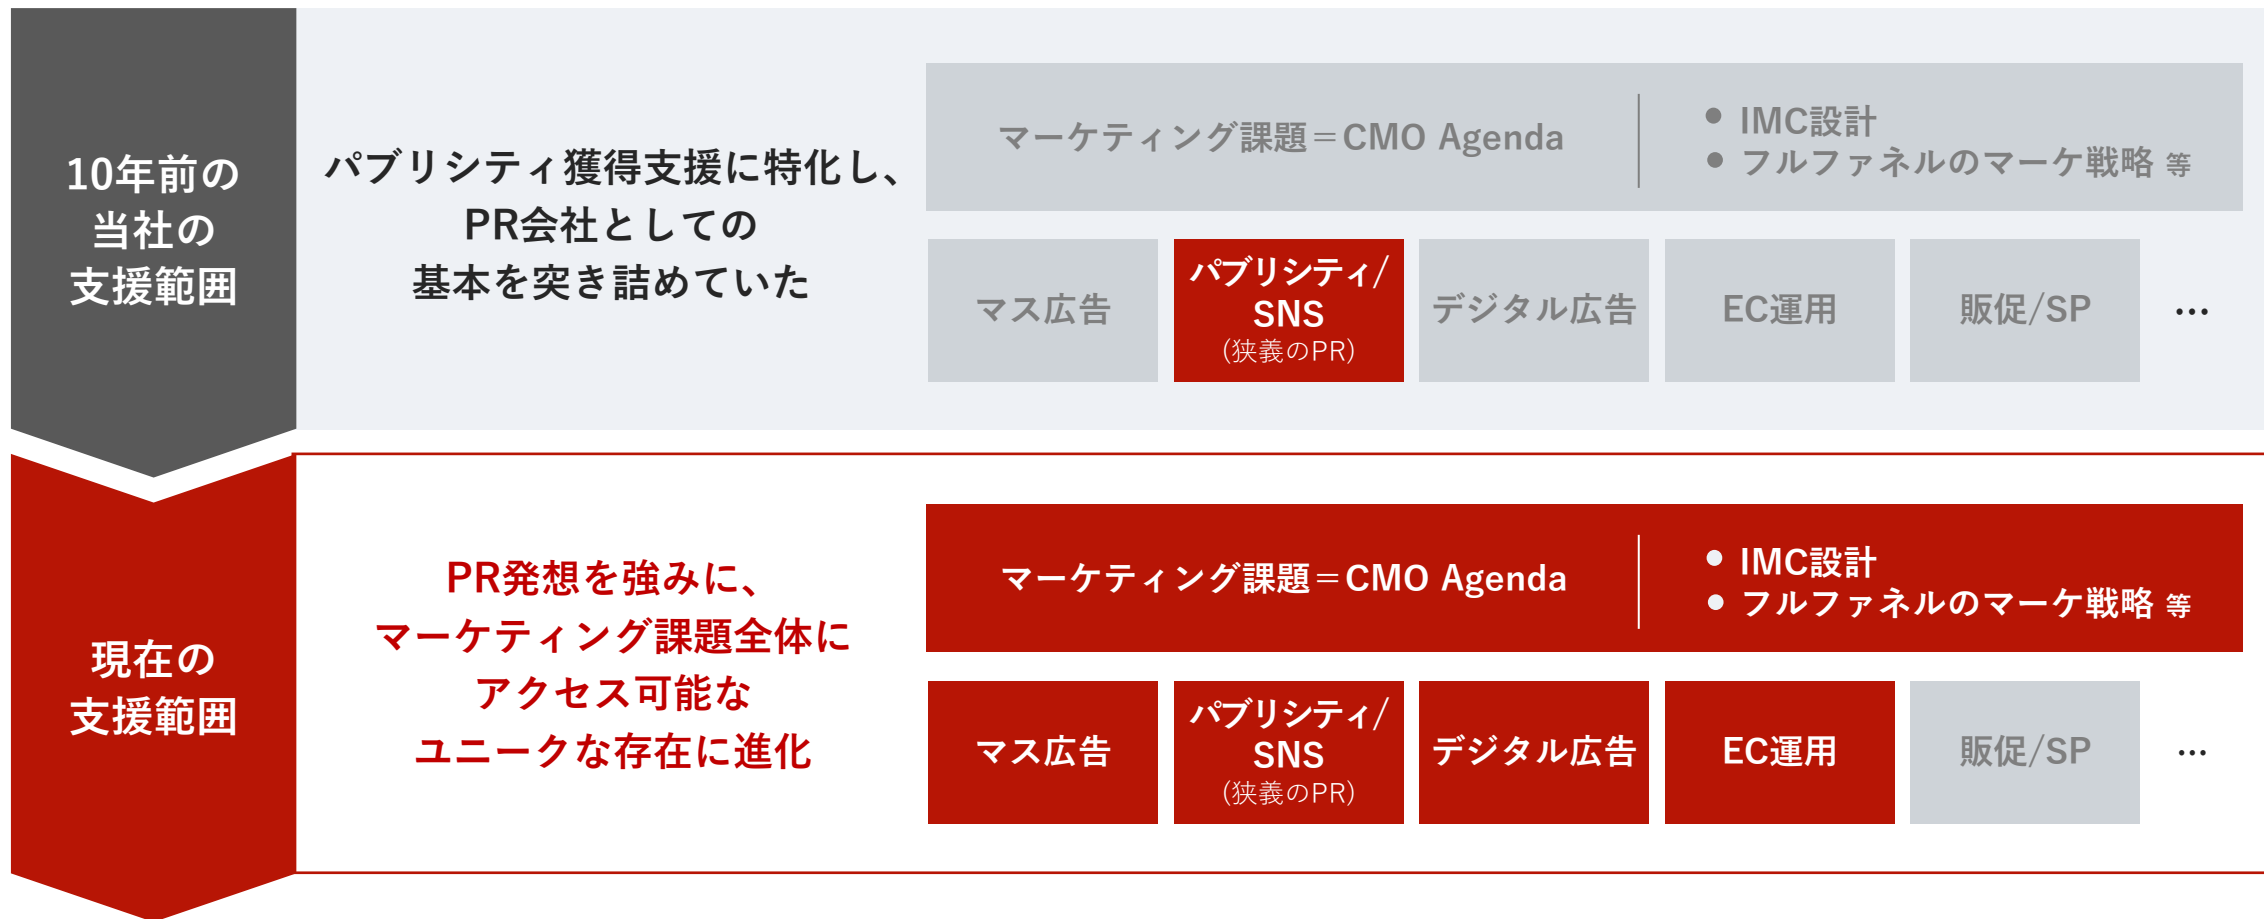 10年前の
当社の
支援範囲
パブリシティ獲得支援に特化し、
PR会社としての
基本を突き詰めていた
マーケティング課題＝CMO Agenda
● IMC設計
● フルファネルのマーケ戦略 等
マス広告
パブリシティ/
SNS
(狭義のPR)
デジタル広告
EC運用
販促/SP
…
現在の
支援範囲
PR発想を強みに、
マーケティング課題全体に
アクセス可能な
ユニークな存在に進化
マーケティング課題＝CMO Agenda
● IMC設計
● フルファネルのマーケ戦略 等
マス広告
パブリシティ/
SNS
(狭義のPR)
デジタル広告
EC運用
販促/SP
…